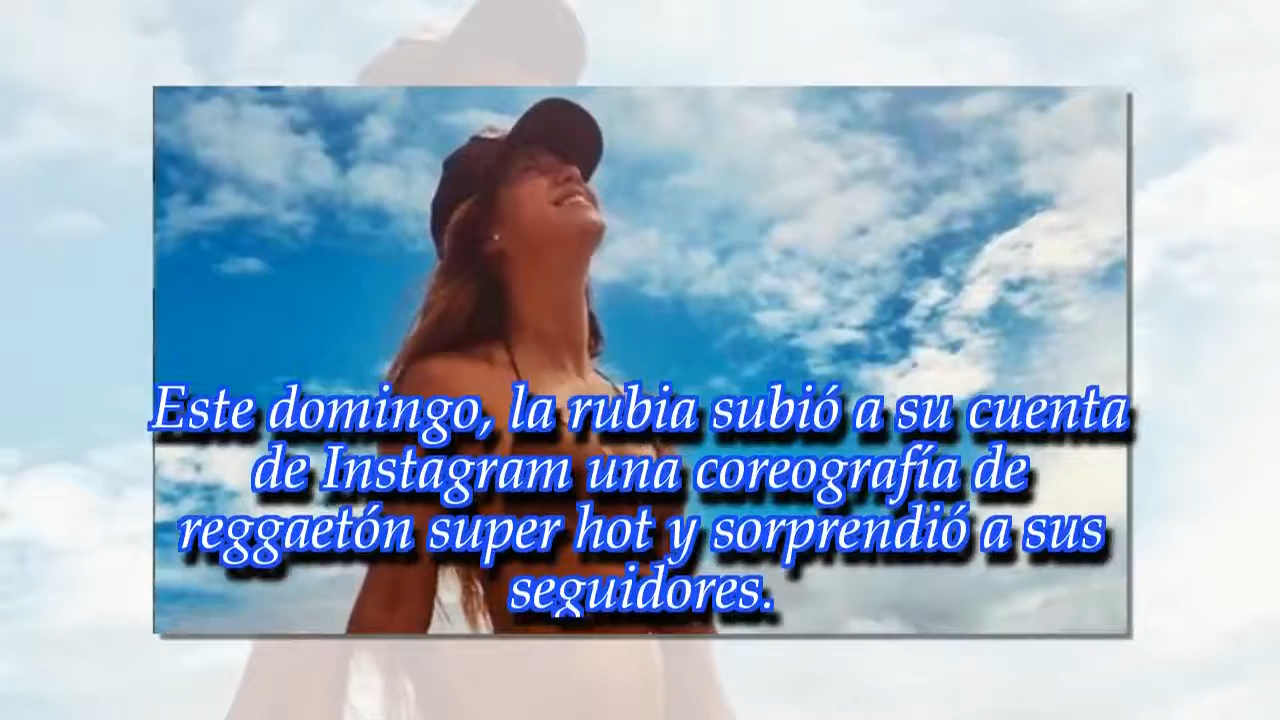 Este domingo, la rubia subió a su cuenta
de Instagram una coreografía de
reggaetón super hot y sorprendió a sus
seguidores.